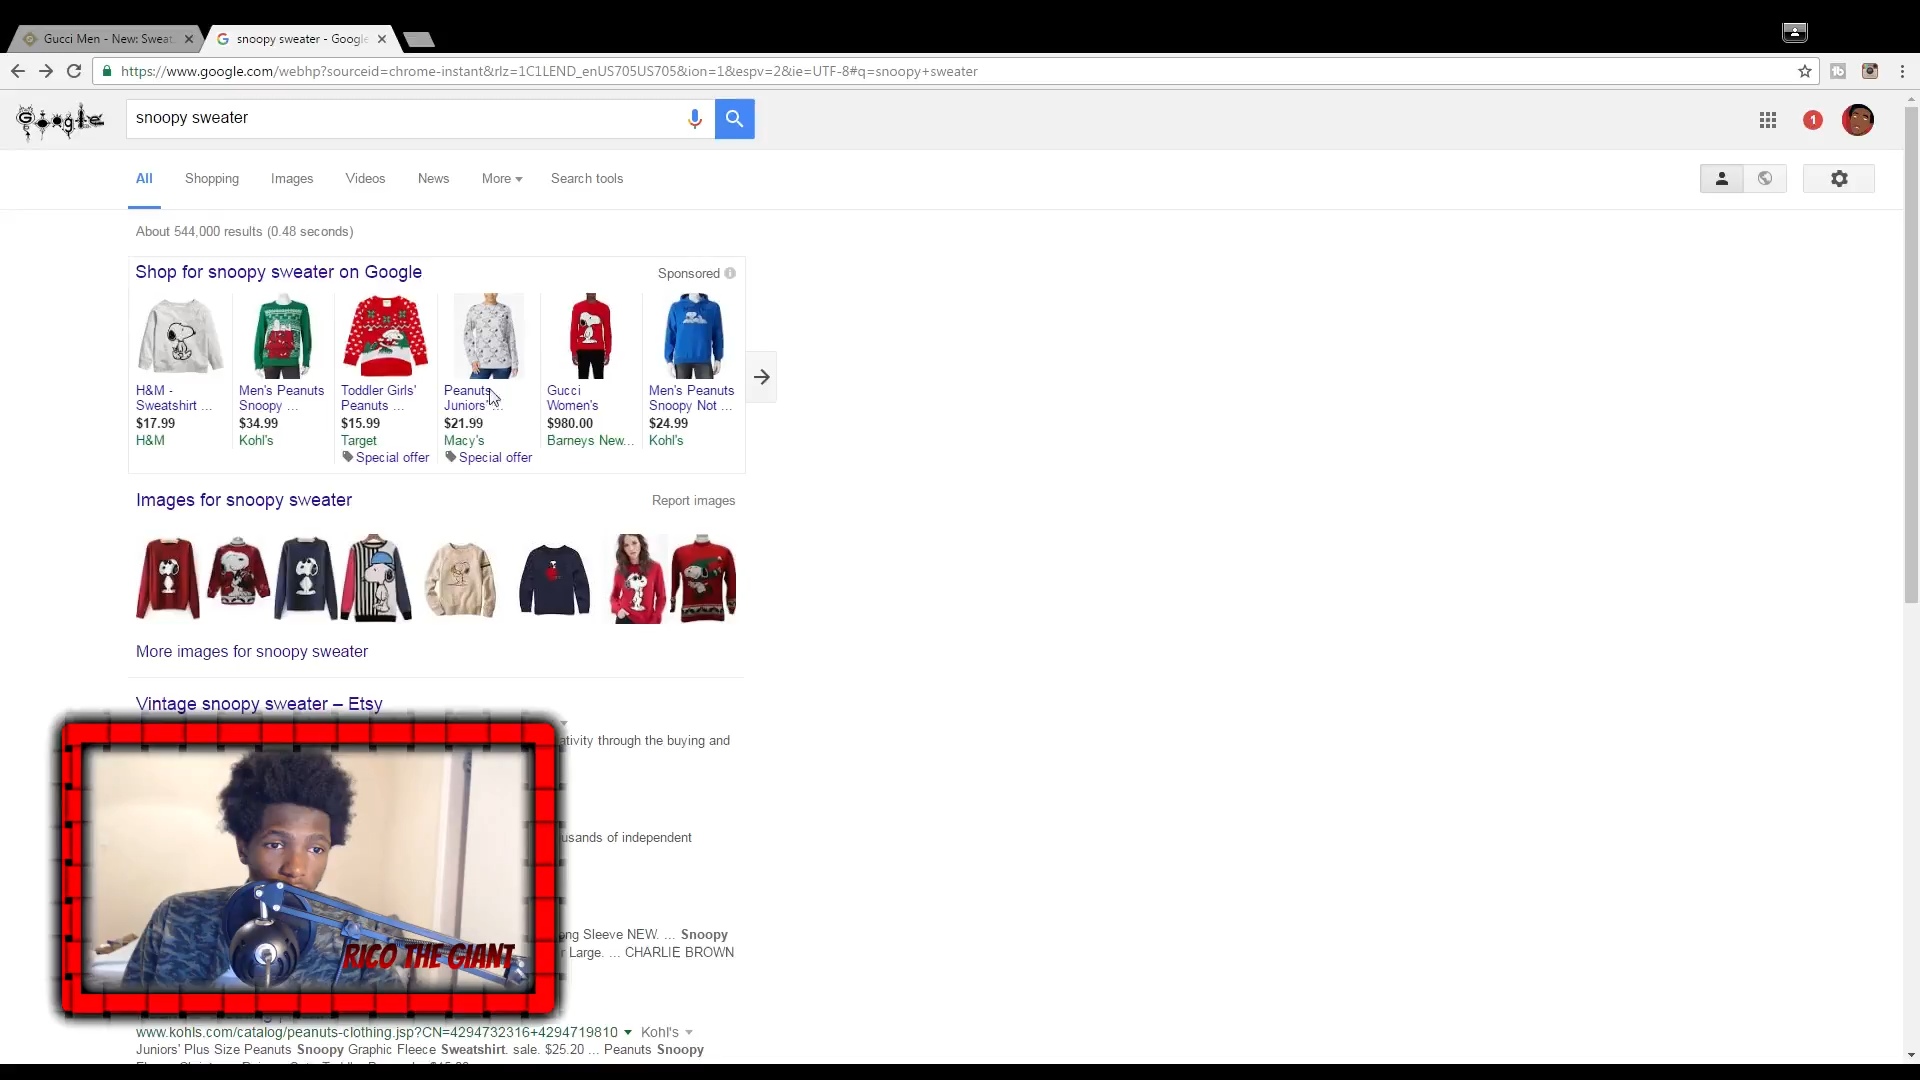 Gucci Men - New: Sweat
snoopy sweater - Google
https://www.google.com/webhp?sourceid=chrome-instant&rlz=1C1LEND_enUS705US705&ion=1&espv=2&ie=UTF-8#q=snoopy+sweater
Google
snoopy sweater
1
All Shopping Images Videos News More Search tools
About 544,000 results (0.48 seconds)
Shop for snoopy sweater on Google
Sponsored
H&M -
Sweatshirt ...
$17.99
H&M
Men's Peanuts
Snoopy ...
$34.99
Kohl's
Toddler Girls'
Peanuts ...
$15.99
Target
Special offer
Peanuts
Juniors' ...
$21.99
Macy's
Special offer
Gucci
Women's
$980.00
Barneys New...
Men's Peanuts
Snoopy Not ...
$24.99
Kohl's
Images for snoopy sweater
Report images
More images for snoopy sweater
Vintage snoopy sweater – Etsy
through the buying and
of independent
Sleeve NEW. ... Snoopy
Large. ... CHARLIE BROWN
RICO THE GIANT
www.kohls.com/catalog/peanuts-clothing.jsp?CN=4294732316+4294719810 Kohl's
Juniors' Plus Size Peanuts Snoopy Graphic Fleece Sweatshirt. sale. $25.20 ... Peanuts Snoopy